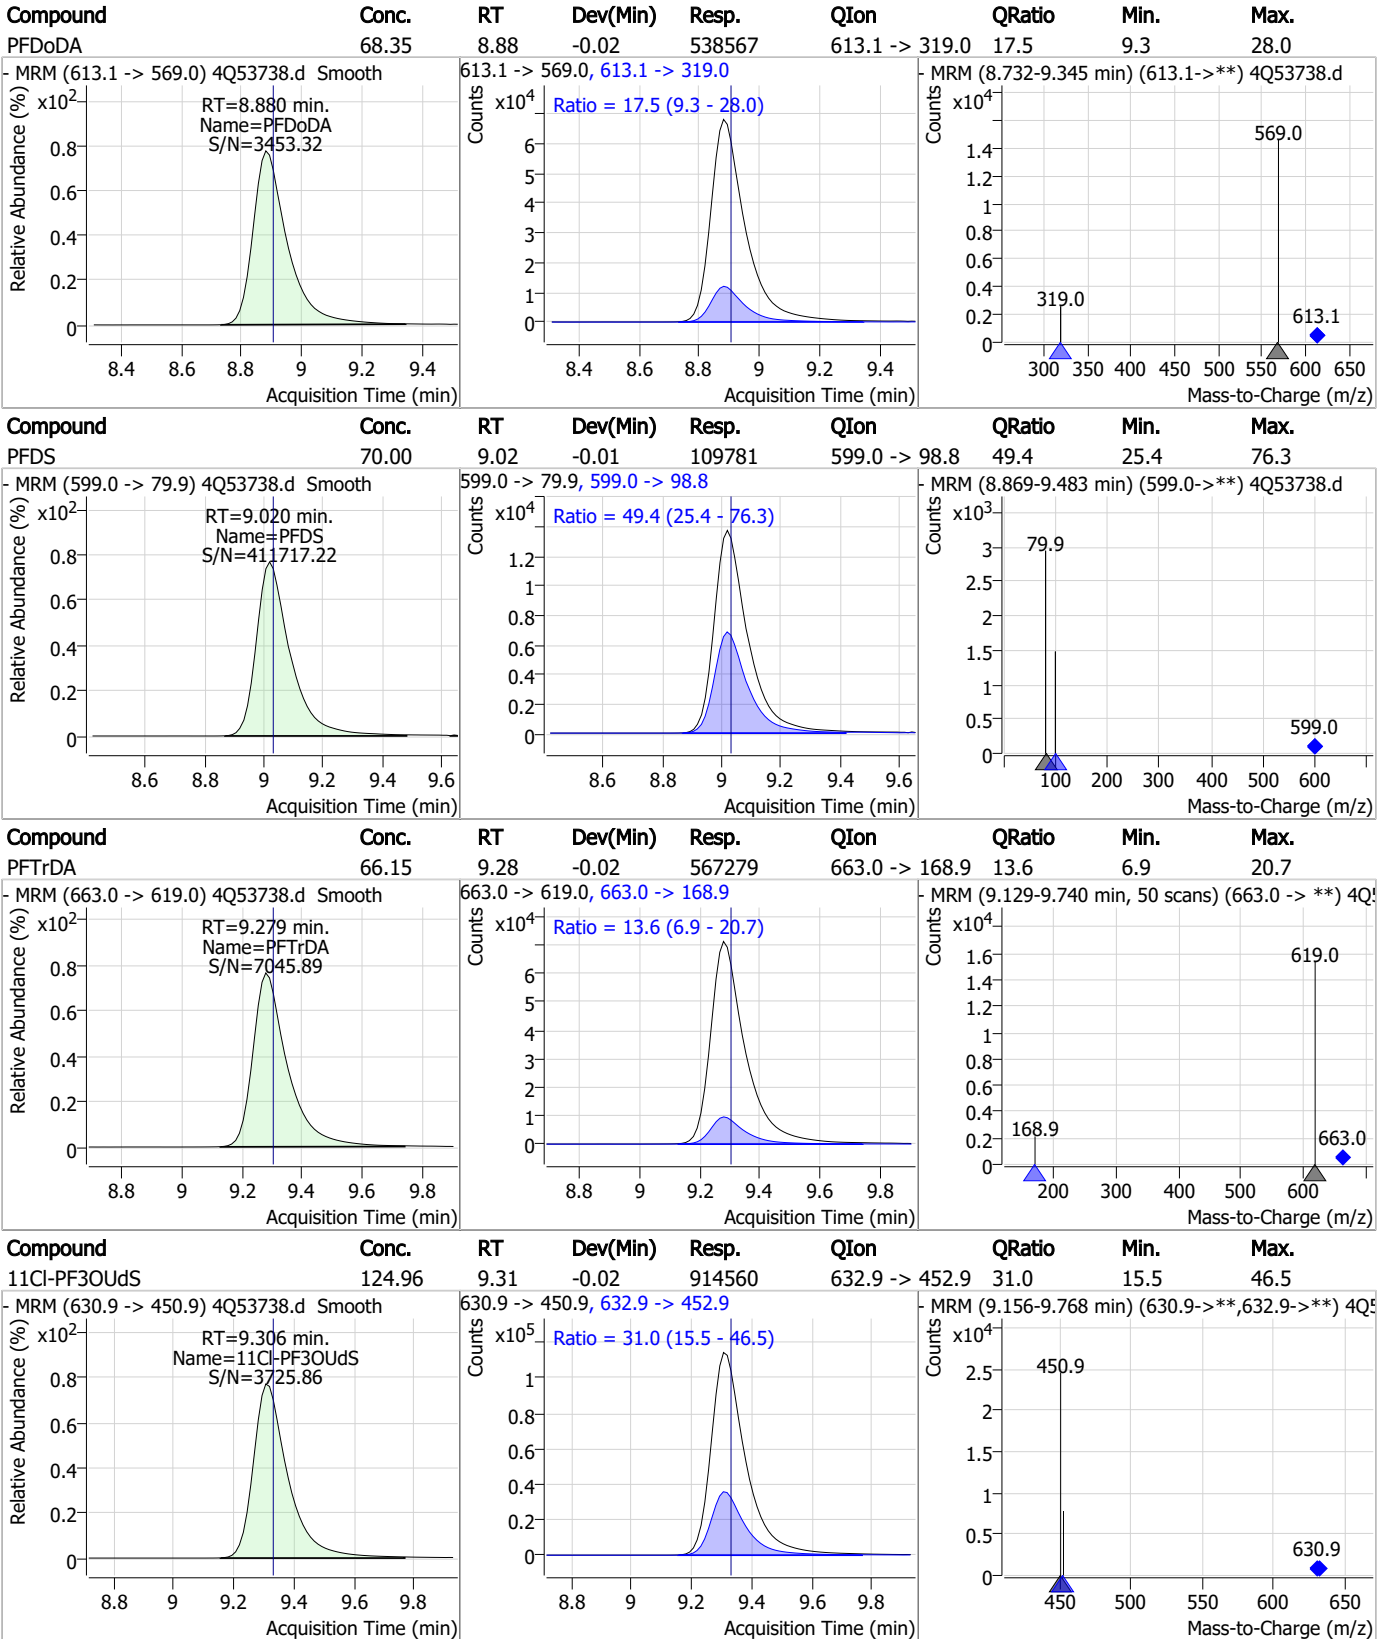 Compound Conc. RT Dev(Min) Resp. QIon QRatio Min. Max.
PFDoDA 68.35 8.88 -0.02 538567 613.1 -> 319.0 17.5 9.3 28.0
- MRM (613.1 -> 569.0) 4Q53738.d Smooth
Relative Abundance (%)
x10²
RT=8.880 min.
Name=PFDoDA
S/N=3453.32
0.8
0.6
0.4
0.2
0
8.4 8.6 8.8 9 9.2 9.4
Acquisition Time (min)
613.1 -> 569.0, 613.1 -> 319.0
Counts
x10⁴
Ratio = 17.5 (9.3 - 28.0)
6
5
4
3
2
1
0
8.4 8.6 8.8 9 9.2 9.4
Acquisition Time (min)
- MRM (8.732-9.345 min) (613.1->**) 4Q53738.d
Counts
x10⁴
569.0
1.4
1.2
1
0.8
0.6
0.4
0.2
0
319.0
613.1
300 350 400 450 500 550 600 650
Mass-to-Charge (m/z)
Compound Conc. RT Dev(Min) Resp. QIon QRatio Min. Max.
PFDS 70.00 9.02 -0.01 109781 599.0 -> 98.8 49.4 25.4 76.3
- MRM (599.0 -> 79.9) 4Q53738.d Smooth
Relative Abundance (%)
x10²
RT=9.020 min.
Name=PFDS
S/N=411717.22
0.8
0.6
0.4
0.2
0
8.6 8.8 9 9.2 9.4 9.6
Acquisition Time (min)
599.0 -> 79.9, 599.0 -> 98.8
Counts
x10⁴
Ratio = 49.4 (25.4 - 76.3)
1.2
1
0.8
0.6
0.4
0.2
0
8.6 8.8 9 9.2 9.4 9.6
Acquisition Time (min)
- MRM (8.869-9.483 min) (599.0->**) 4Q53738.d
Counts
x10³
79.9
3
2.5
2
1.5
1
0.5
0
599.0
100 200 300 400 500 600
Mass-to-Charge (m/z)
Compound Conc. RT Dev(Min) Resp. QIon QRatio Min. Max.
PFTrDA 66.15 9.28 -0.02 567279 663.0 -> 168.9 13.6 6.9 20.7
- MRM (663.0 -> 619.0) 4Q53738.d Smooth
Relative Abundance (%)
x10²
RT=9.279 min.
Name=PFTrDA
S/N=7045.89
0.8
0.6
0.4
0.2
0
8.8 9 9.2 9.4 9.6 9.8
Acquisition Time (min)
663.0 -> 619.0, 663.0 -> 168.9
Counts
x10⁴
Ratio = 13.6 (6.9 - 20.7)
6
5
4
3
2
1
0
8.8 9 9.2 9.4 9.6 9.8
Acquisition Time (min)
- MRM (9.129-9.740 min, 50 scans) (663.0 -> **) 4Q5
Counts
x10⁴
619.0
1.6
1.4
1.2
1
0.8
0.6
0.4
0.2
0
168.9
663.0
200 300 400 500 600
Mass-to-Charge (m/z)
Compound Conc. RT Dev(Min) Resp. QIon QRatio Min. Max.
11Cl-PF3OUdS 124.96 9.31 -0.02 914560 632.9 -> 452.9 31.0 15.5 46.5
- MRM (630.9 -> 450.9) 4Q53738.d Smooth
Relative Abundance (%)
x10²
RT=9.306 min.
Name=11Cl-PF3OUdS
S/N=3725.86
0.8
0.6
0.4
0.2
0
8.8 9 9.2 9.4 9.6 9.8
Acquisition Time (min)
630.9 -> 450.9, 632.9 -> 452.9
Counts
x10⁵
Ratio = 31.0 (15.5 - 46.5)
1
0.8
0.6
0.4
0.2
0
8.8 9 9.2 9.4 9.6 9.8
Acquisition Time (min)
- MRM (9.156-9.768 min) (630.9->**,632.9->**) 4Q5
Counts
x10⁴
450.9
2.5
2
1.5
1
0.5
0
630.9
450 500 550 600 650
Mass-to-Charge (m/z)